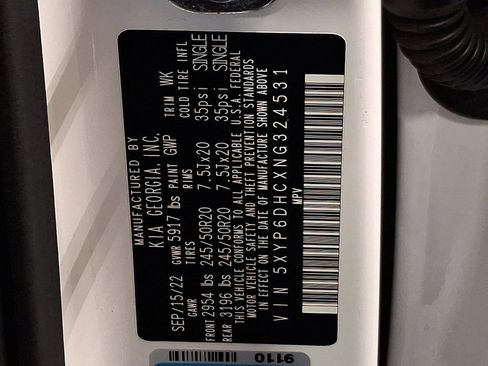 MANUFACTURED BY
KIA GEORGIA, INC.
SEP/15/22 GVWR 5917 lbs PAINT GWP TRIM WK
GAWR TIRES RIMS COLD TIRE INFL
FRONT 2954 lbs 245/50R20 7.5Jx20 35psi SINGLE
REAR 3196 lbs 245/50R20 7.5Jx20 35psi SINGLE
THIS VEHICLE CONFORMS TO ALL APPLICABLE U.S.A. FEDERAL
MOTOR VEHICLE SAFETY AND THEFT PREVENTION STANDARDS
IN EFFECT ON THE DATE OF MANUFACTURE SHOWN ABOVE
VIN 5XYP6DHCXNG324531
MPV
9110